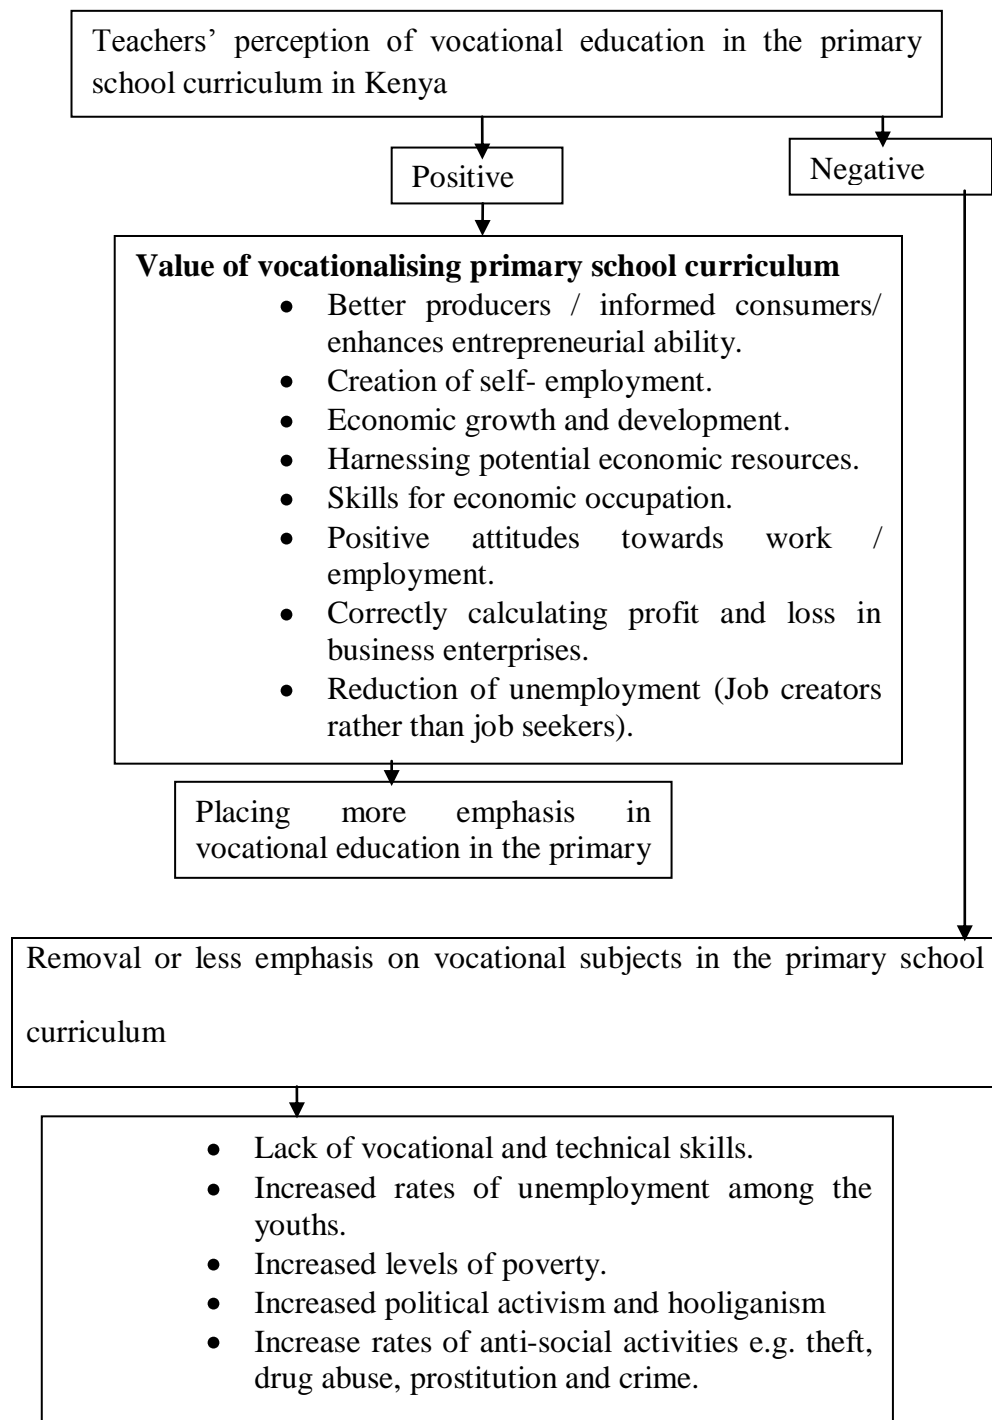 Teachers’ perception of vocational education in the primary
school curriculum in Kenya
Positive
Negative
Value of vocationalising primary school curriculum
• Better producers / informed consumers/
enhances entrepreneurial ability.
• Creation of self- employment.
• Economic growth and development.
• Harnessing potential economic resources.
• Skills for economic occupation.
• Positive attitudes towards work /
employment.
• Correctly calculating profit and loss in
business enterprises.
• Reduction of unemployment (Job creators
rather than job seekers).
Placing more emphasis in
vocational education in the primary
Removal or less emphasis on vocational subjects in the primary school
curriculum
• Lack of vocational and technical skills.
• Increased rates of unemployment among the
youths.
• Increased levels of poverty.
• Increased political activism and hooliganism
• Increase rates of anti-social activities e.g. theft,
drug abuse, prostitution and crime.